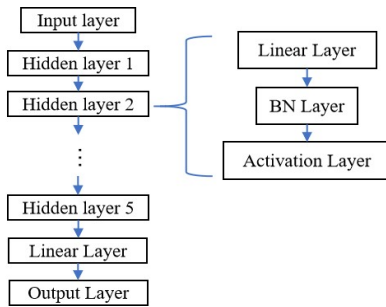 Input layer
Hidden layer 1
Hidden layer 2
⋮
Hidden layer 5
Linear Layer
Output Layer
Linear Layer
BN Layer
Activation Layer